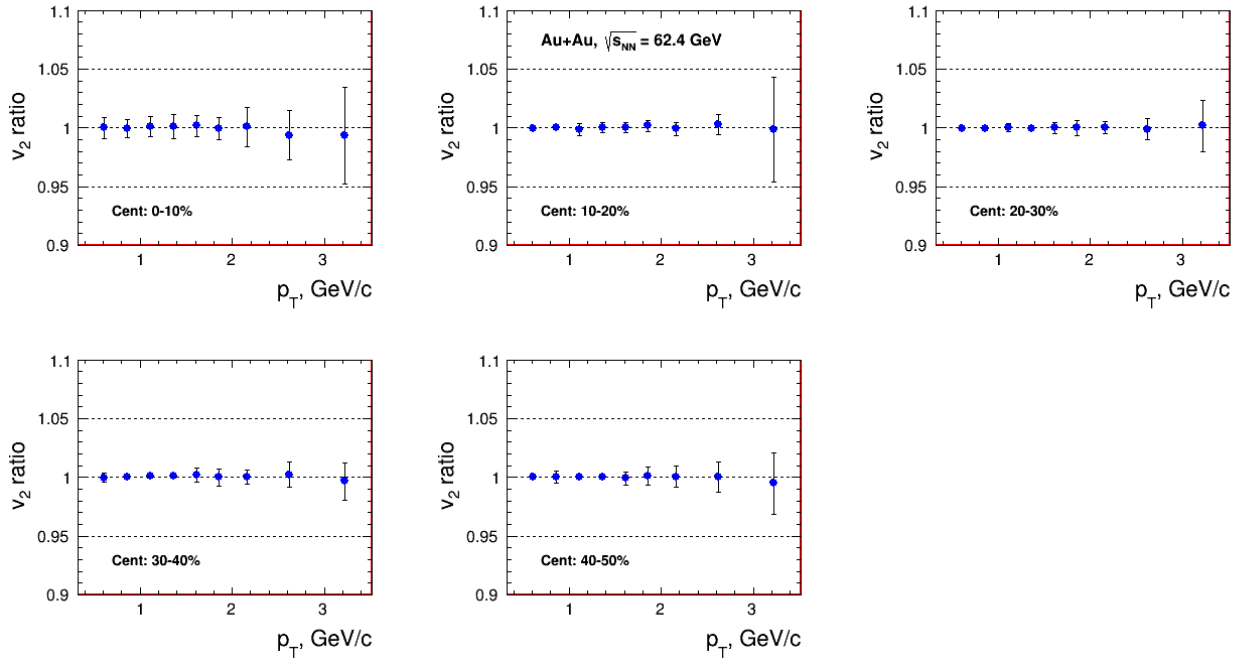 1.1
1.05
1
0.95
0.9
v2 ratio
Cent: 0-10%
1 2 3
pT, GeV/c
1.1
1.05
1
0.95
0.9
v2 ratio
Au+Au, √sNN = 62.4 GeV
Cent: 10-20%
1 2 3
pT, GeV/c
1.1
1.05
1
0.95
0.9
v2 ratio
Cent: 20-30%
1 2 3
pT, GeV/c
1.1
1.05
1
0.95
0.9
v2 ratio
Cent: 30-40%
1 2 3
pT, GeV/c
1.1
1.05
1
0.95
0.9
v2 ratio
Cent: 40-50%
1 2 3
pT, GeV/c